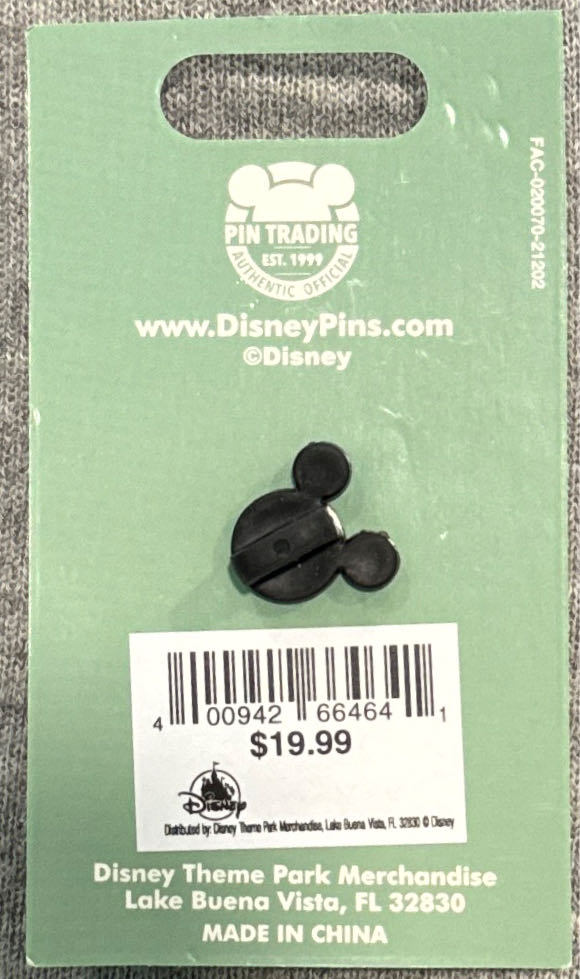 PIN TRADING
EST. 1999
AUTHENTIC OFFICIAL
FAC-020070-21202
www.DisneyPins.com
©Disney
4 00942 66464 1
$19.99
Disney
Distributed by: Disney Theme Park Merchandise, Lake Buena Vista, FL 32830 © Disney
Disney Theme Park Merchandise
Lake Buena Vista, FL 32830
MADE IN CHINA